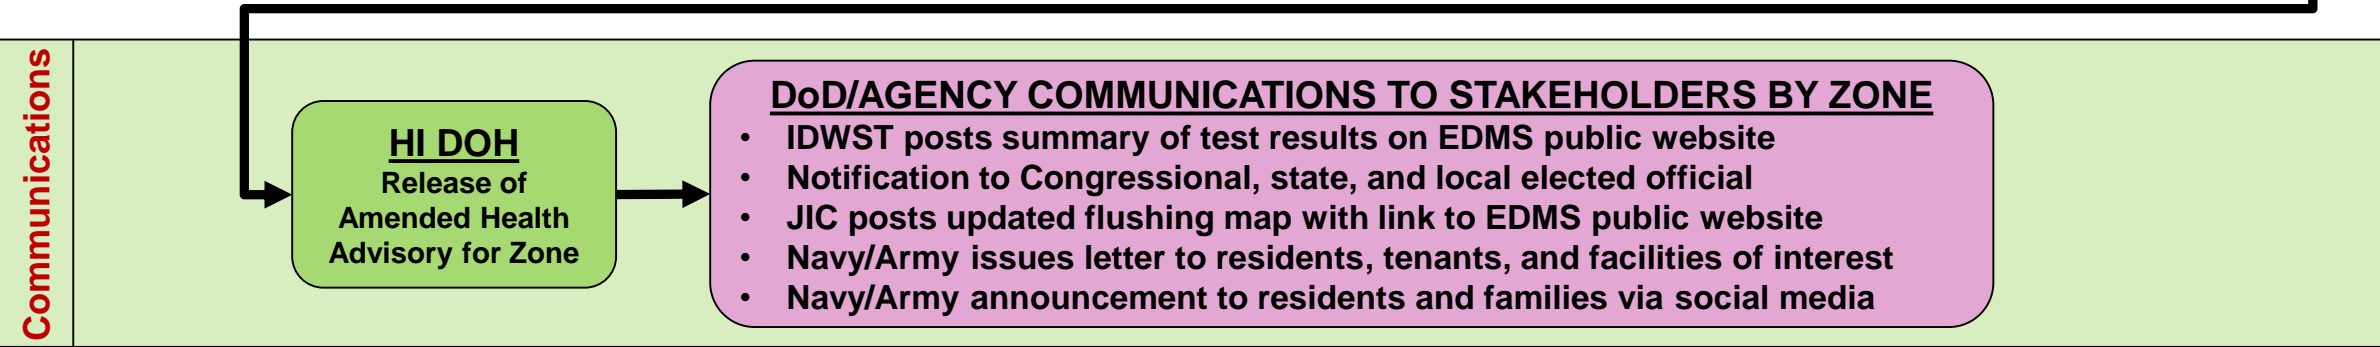 Communications
HI DOH
Release of
Amended Health
Advisory for Zone
DoD/AGENCY COMMUNICATIONS TO STAKEHOLDERS BY ZONE
• IDWST posts summary of test results on EDMS public website
• Notification to Congressional, state, and local elected official
• JIC posts updated flushing map with link to EDMS public website
• Navy/Army issues letter to residents, tenants, and facilities of interest
• Navy/Army announcement to residents and families via social media